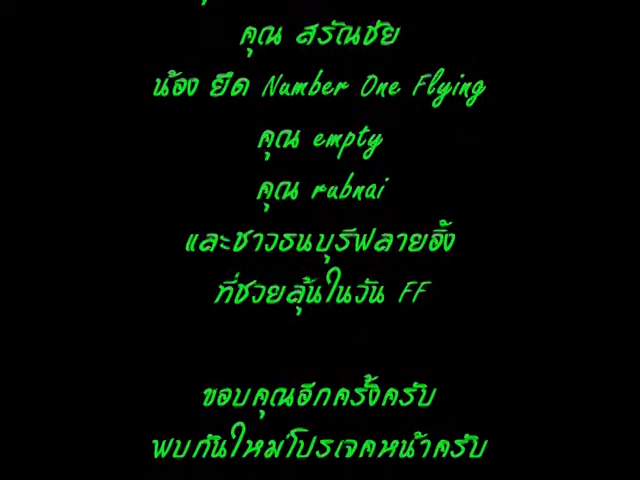 คุณ สรัณชัย
น้อง ยึด Number One Flying
คุณ empty
คุณ rubnai
และชาวธนบุรีฟลายอิ้ง
ที่ช่วยลุ้นในวัน FF
ขอบคุณอีกครั้งครับ
พบกันใหม่โปรเจคหน้าครับ